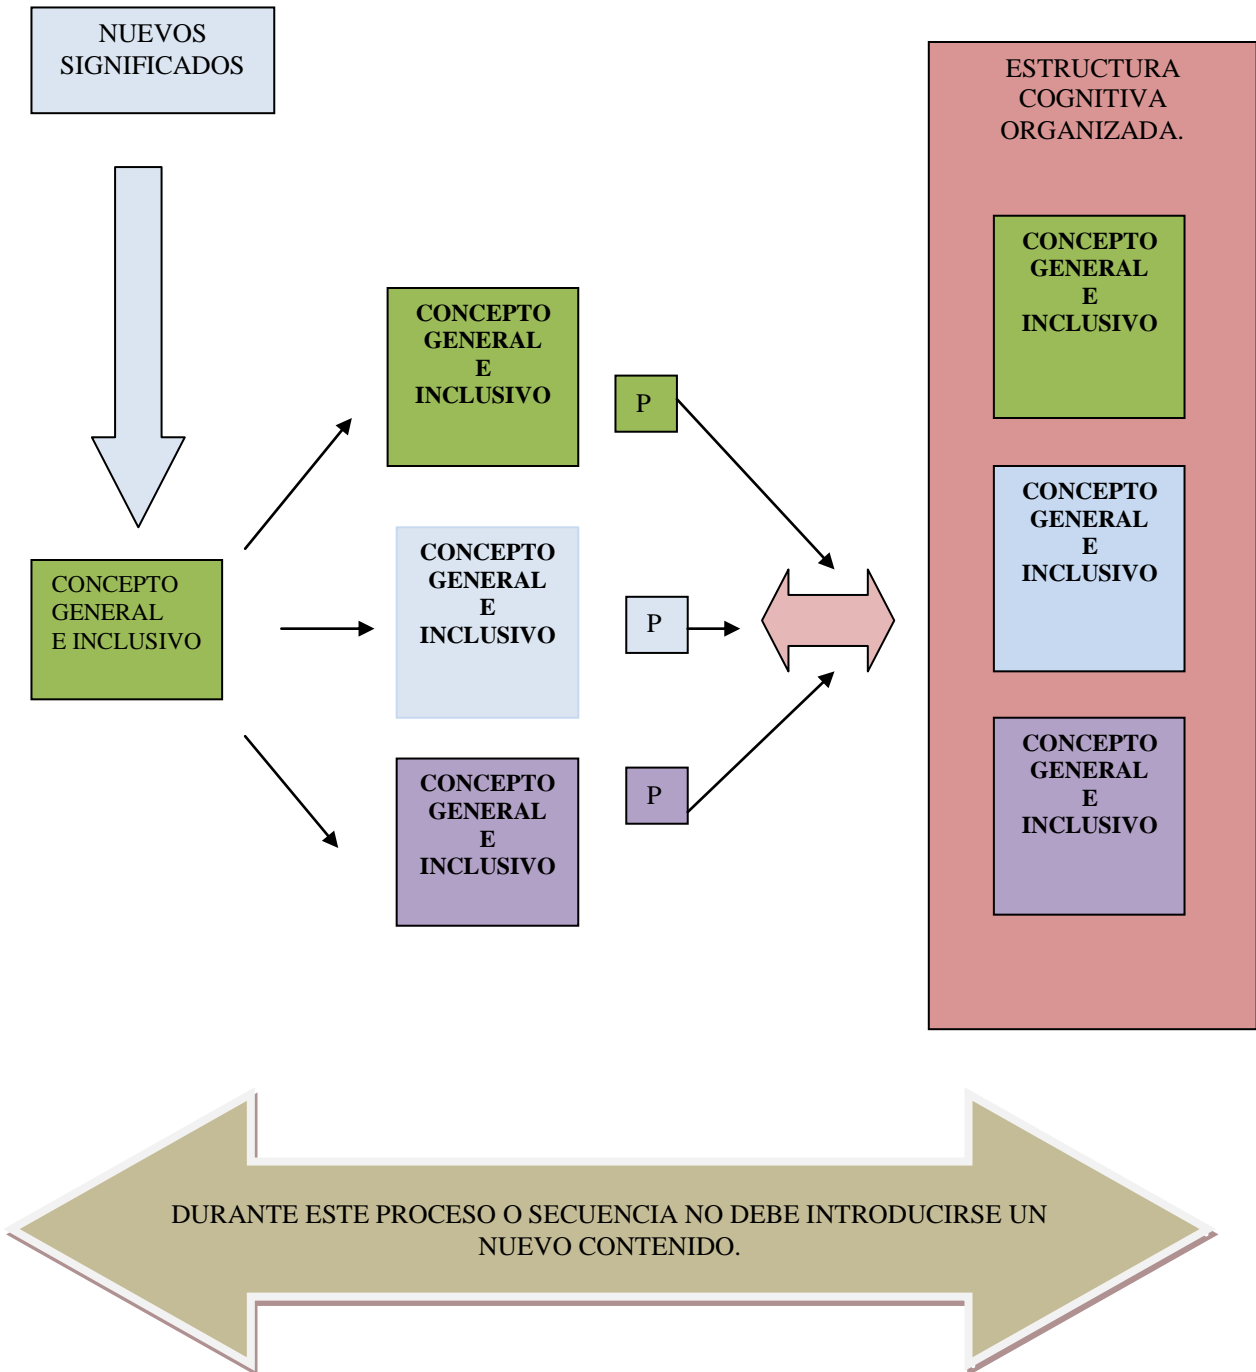 NUEVOS
SIGNIFICADOS
CONCEPTO
GENERAL
E INCLUSIVO
CONCEPTO
GENERAL
E
INCLUSIVO
P
CONCEPTO
GENERAL
E
INCLUSIVO
P
CONCEPTO
GENERAL
E
INCLUSIVO
P
ESTRUCTURA
COGNITIVA
ORGANIZADA.
CONCEPTO
GENERAL
E
INCLUSIVO
CONCEPTO
GENERAL
E
INCLUSIVO
CONCEPTO
GENERAL
E
INCLUSIVO
DURANTE ESTE PROCESO O SECUENCIA NO DEBE INTRODUCIRSE UN
NUEVO CONTENIDO.